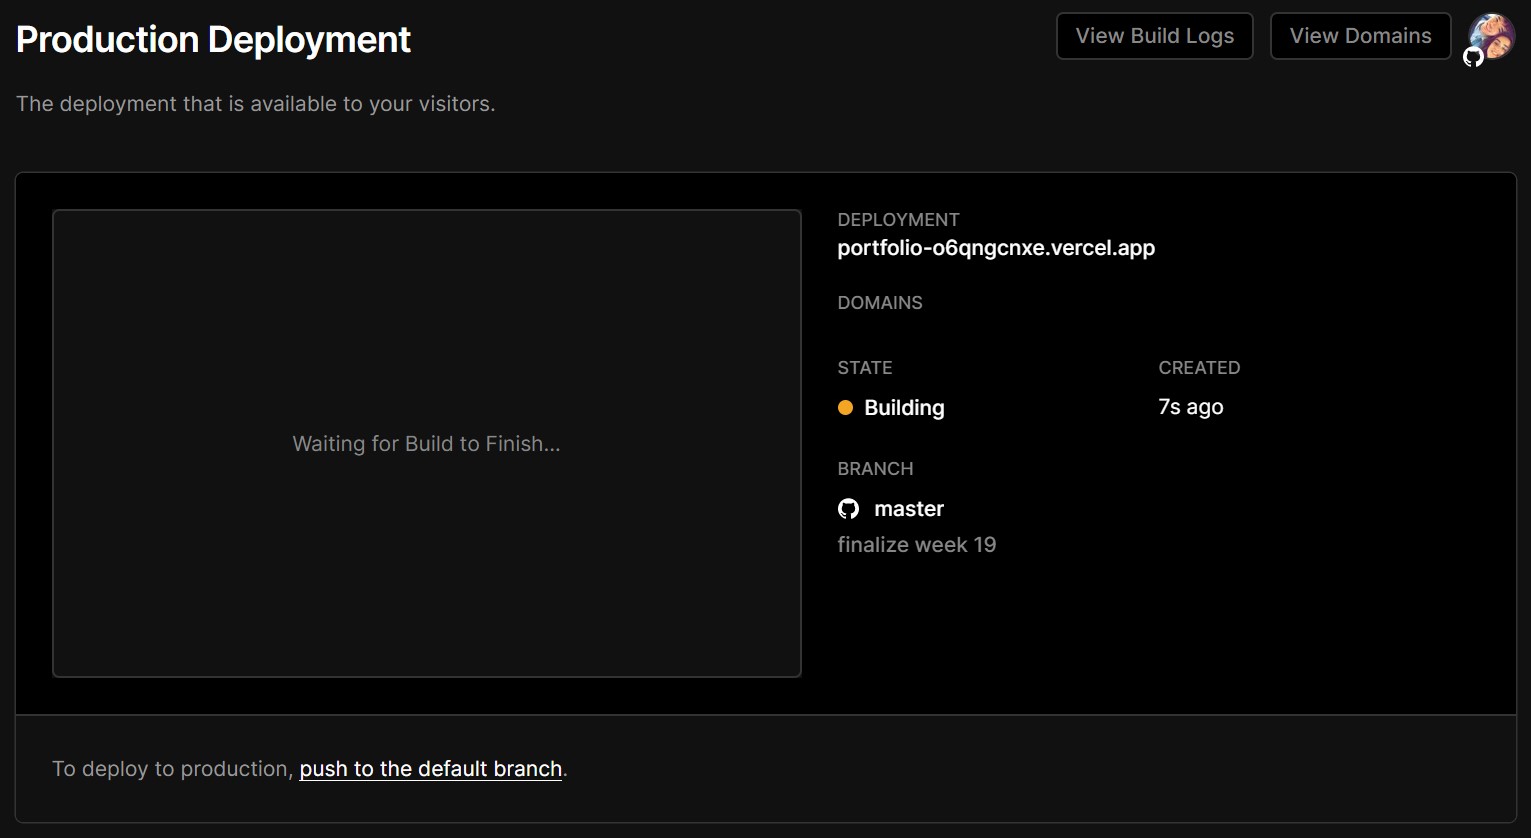 Production Deployment
View Build Logs
View Domains
The deployment that is available to your visitors.
Waiting for Build to Finish...
DEPLOYMENT
portfolio-o6qngcnxe.vercel.app
DOMAINS
STATE
CREATED
Building
7s ago
BRANCH
master
finalize week 19
To deploy to production, push to the default branch.